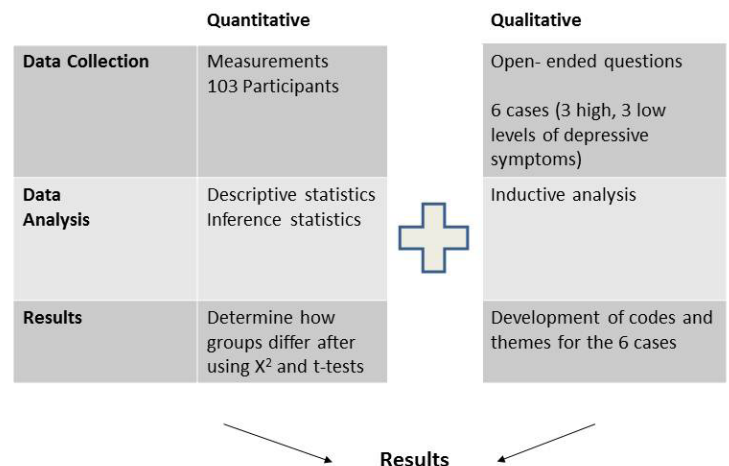 Quantitative
Qualitative
Data Collection
Measurements
103 Participants
Open- ended questions
6 cases (3 high, 3 low
levels of depressive
symptoms)
Data
Analysis
Descriptive statistics
Inference statistics
Inductive analysis
Results
Determine how
groups differ after
using X² and t-tests
Development of codes and
themes for the 6 cases
Results